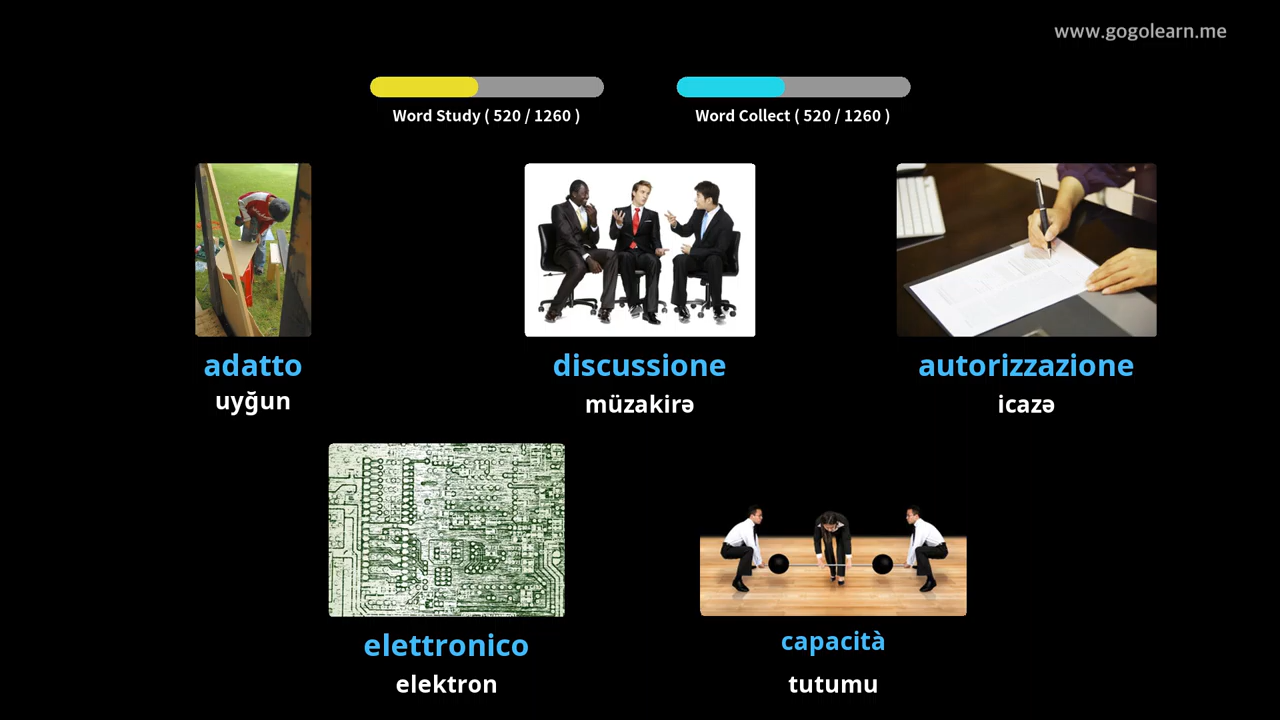 www.gogolearn.me
Word Study ( 520 / 1260 )
Word Collect ( 520 / 1260 )
adatto
uyğun
discussione
müzakirə
autorizzazione
icazə
elettronico
elektron
capacità
tutumu